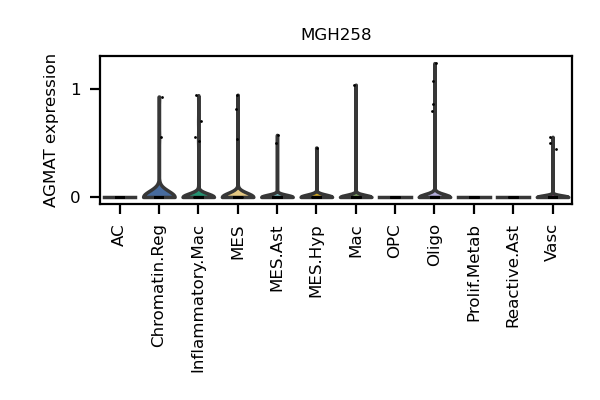 MGH258
AGMAT expression
1
0
AC
Chromatin.Reg
Inflammatory.Mac
MES
MES.Ast
MES.Hyp
Mac
OPC
Oligo
Prolif.Metab
Reactive.Ast
Vasc